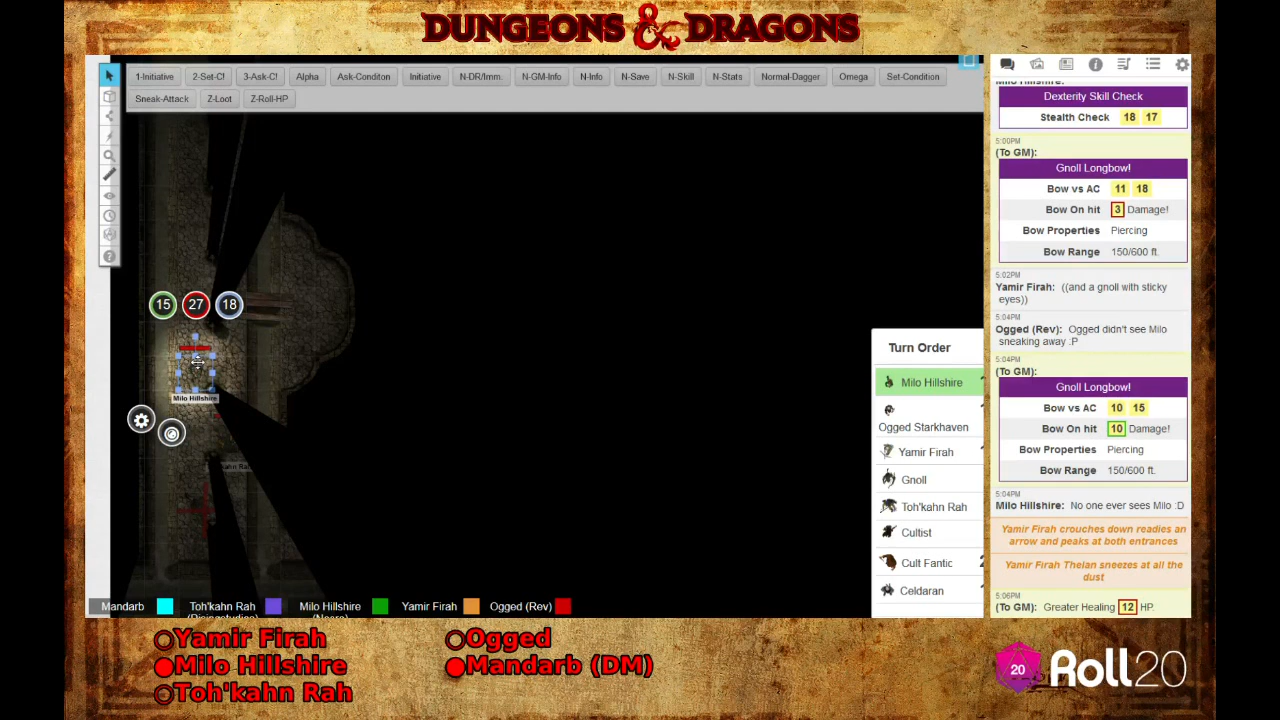 DUNGEONS & DRAGONS
1-Initiative 2-Set-C! 3-Ask-C! Alpha Ask-Conditon Initiative N-DR/Imm. N-GM-Info N-Info N-Save N-Skill N-Stats Normal-Dagger Omega Set-Condition
Sneak-Attack Z-Loot Z-Roll-HP
15 27 18
Milo Hillshire
Turn Order
Milo Hillshire
Ogged Starkhaven
Yamir Firah
Gnoll
Toh'kahn Rah
Cultist
Cult Fantic
Celdaran
Mandarb
Toh'kahn Rah
Milo Hillshire
Yamir Firah
Ogged (Rev)
Milo Hillshire:
Dexterity Skill Check
Stealth Check 18 17
5:00PM
(To GM):
Gnoll Longbow!
Bow vs AC 11 18
Bow On hit 3 Damage!
Bow Properties Piercing
Bow Range 150/600 ft.
5:02PM
Yamir Firah: ((and a gnoll with sticky
eyes))
5:04PM
Ogged (Rev): Ogged didn't see Milo
sneaking away :P
5:04PM
(To GM):
Gnoll Longbow!
Bow vs AC 10 15
Bow On hit 10 Damage!
Bow Properties Piercing
Bow Range 150/600 ft.
5:04PM
Milo Hillshire: No one ever sees Milo :D
Yamir Firah crouches down readies an
arrow and peaks at both entrances
Yamir Firah Thelan sneezes at all the
dust
5:06PM
(To GM): Greater Healing 12 HP.
Yamir Firah
Milo Hillshire
Toh'kahn Rah
Ogged
Mandarb (DM)
20
Roll20